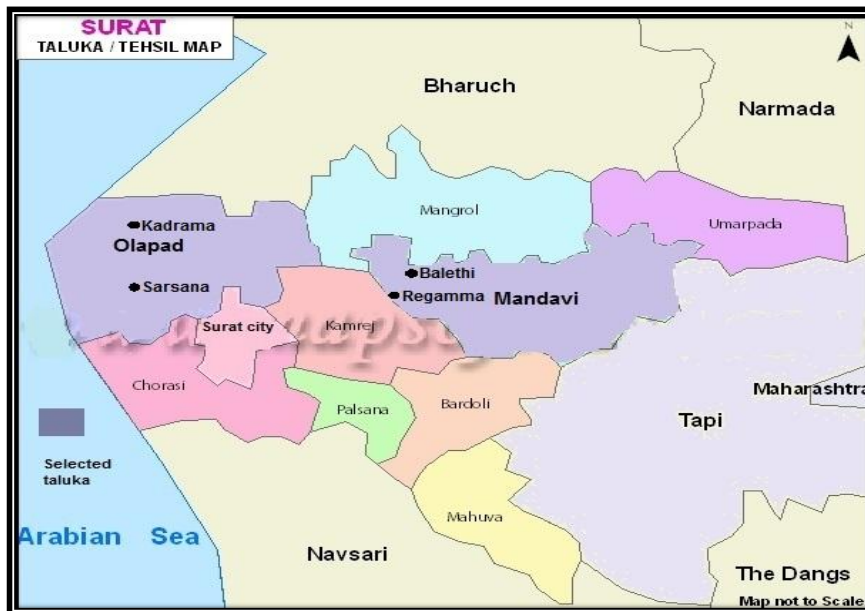 SURAT
TALUKA / TEHSIL MAP
N
Bharuch
Narmada
Mangrol
Umarpada
Kadrama
Olapad
Balethi
Sarsana
Regamma
Mandavi
Surat city
Kamrej
Chorasi
Palsana
Bardoli
Maharashtra
Tapi
Selected
taluka
Mahuva
Arabian Sea
Navsari
The Dangs
Map not to Scale